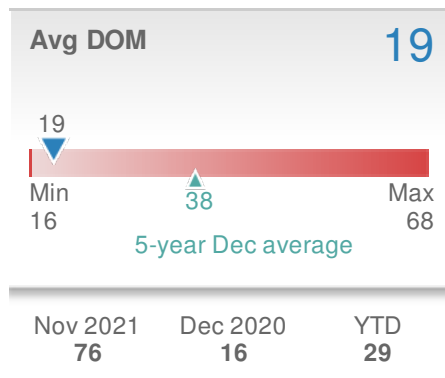 Avg DOM 19
19
Min Max
16 68
38
5-year Dec average
Nov 2021 Dec 2020 YTD
76 16 29